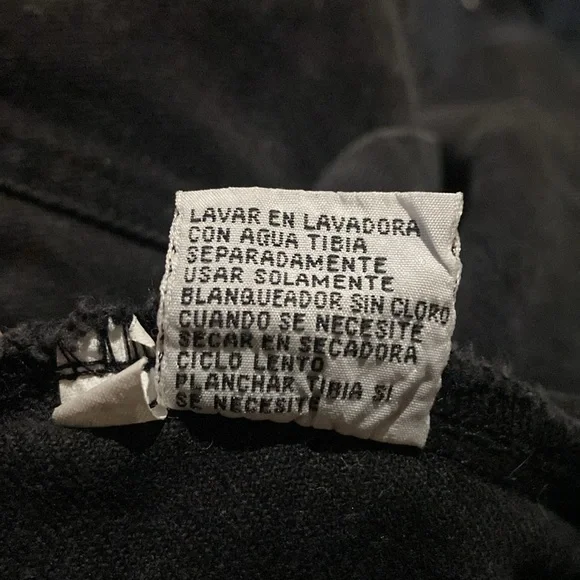 LAVAR EN LAVADORA
CON AGUA TIBIA
SEPARADAMENTE
USAR SOLAMENTE
BLANQUEADOR SIN CLORO
CUANDO SE NECESITE
SECAR EN SECADORA
CICLO LENTO
PLANCHAR TIBIA SI
SE NECESITE